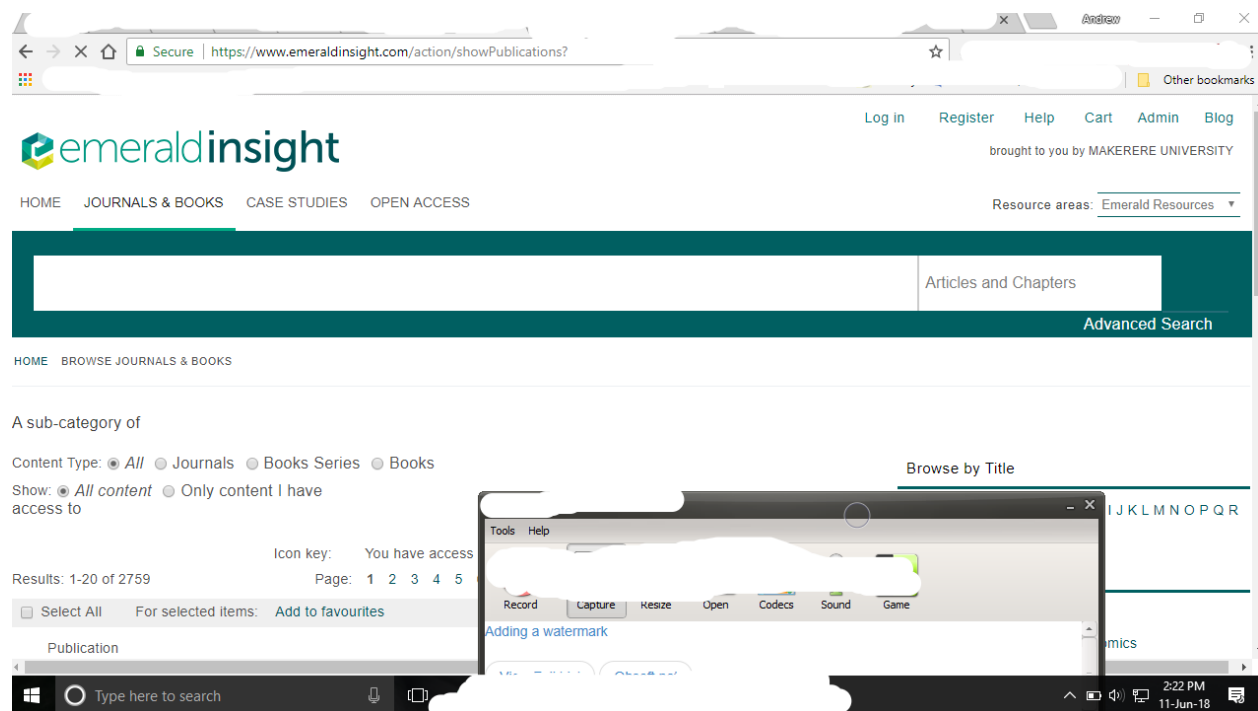 Andrew
Secure | https://www.emeraldinsight.com/action/showPublications?
Other bookmarks
Log in Register Help Cart Admin Blog
emeraldinsight
brought to you by MAKERERE UNIVERSITY
HOME JOURNALS & BOOKS CASE STUDIES OPEN ACCESS
Resource areas: Emerald Resources
Articles and Chapters
Advanced Search
HOME BROWSE JOURNALS & BOOKS
A sub-category of
Content Type: All Journals Books Series Books
Browse by Title
Show: All content Only content I have
access to
I J K L M N O P Q R
Tools Help
Icon key: You have access
Results: 1-20 of 2759 Page: 1 2 3 4 5
Record Capture Resize Open Codecs Sound Game
Select All For selected items: Add to favourites
Adding a watermark
Publication
Type here to search
2:22 PM
11-Jun-18